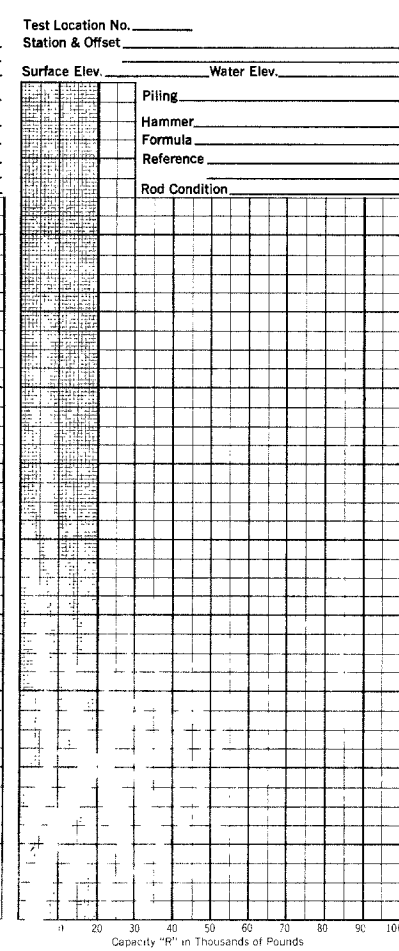 Test Location No.
Station & Offset
Surface Elev. Water Elev.
Piling
Hammer
Formula
Reference
Rod Condition
20 30 40 50 60 70 80 90 100
Capacity "R" in Thousands of Pounds